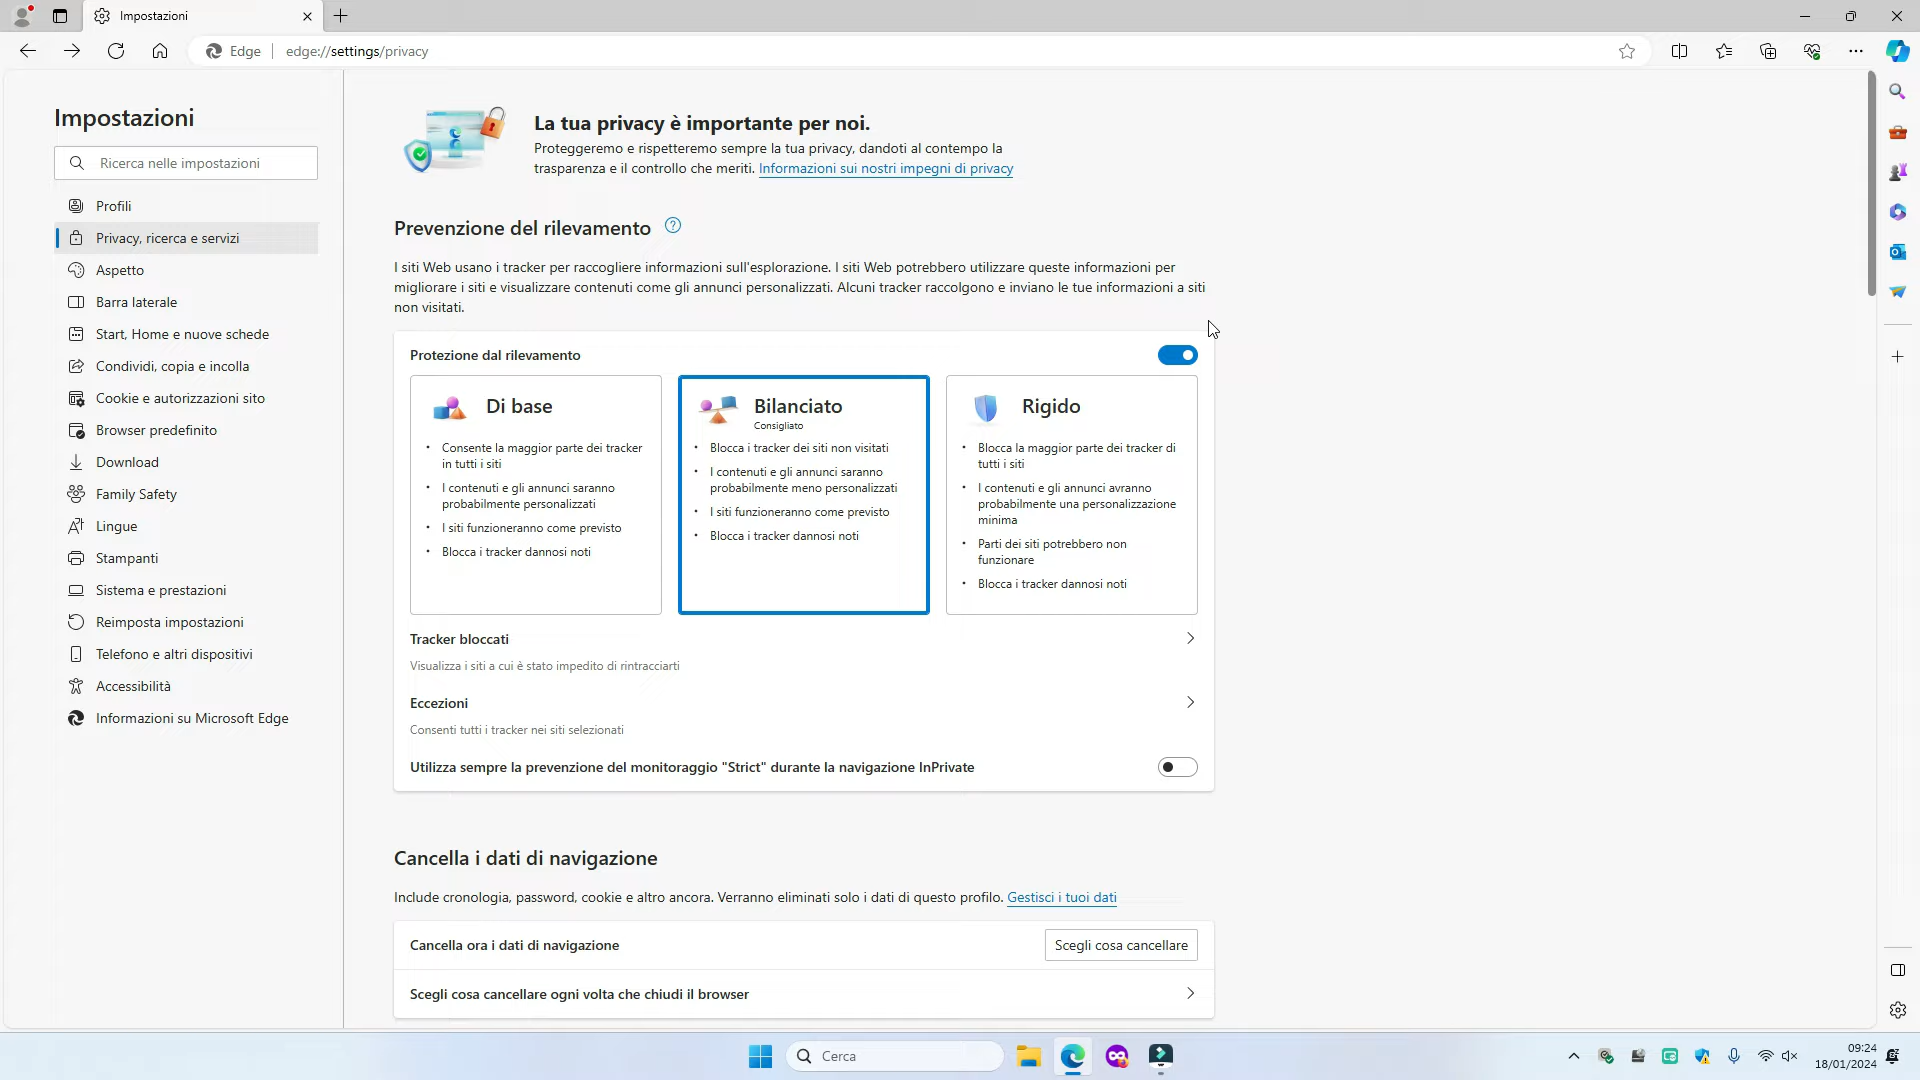 Impostazioni
Edge
edge://settings/privacy
Impostazioni
Ricerca nelle impostazioni
Profili
Privacy, ricerca e servizi
Aspetto
Barra laterale
Start, Home e nuove schede
Condividi, copia e incolla
Cookie e autorizzazioni sito
Browser predefinito
Download
Family Safety
Lingue
Stampanti
Sistema e prestazioni
Reimposta impostazioni
Telefono e altri dispositivi
Accessibilità
Informazioni su Microsoft Edge
La tua privacy è importante per noi.
Proteggeremo e rispetteremo sempre la tua privacy, dandoti al contempo la
trasparenza e il controllo che meriti. Informazioni sui nostri impegni di privacy
Prevenzione del rilevamento
I siti Web usano i tracker per raccogliere informazioni sull'esplorazione. I siti Web potrebbero utilizzare queste informazioni per
migliorare i siti e visualizzare contenuti come gli annunci personalizzati. Alcuni tracker raccolgono e inviano le tue informazioni a siti
non visitati.
Protezione dal rilevamento
Di base
Consente la maggior parte dei tracker
in tutti i siti
I contenuti e gli annunci saranno
probabilmente personalizzati
I siti funzioneranno come previsto
Blocca i tracker dannosi noti
Bilanciato
Consigliato
Blocca i tracker dei siti non visitati
I contenuti e gli annunci saranno
probabilmente meno personalizzati
I siti funzioneranno come previsto
Blocca i tracker dannosi noti
Rigido
Blocca la maggior parte dei tracker di
tutti i siti
I contenuti e gli annunci avranno
probabilmente una personalizzazione
minima
Parti dei siti potrebbero non
funzionare
Blocca i tracker dannosi noti
Tracker bloccati
Visualizza i siti a cui è stato impedito di rintracciarti
Eccezioni
Consenti tutti i tracker nei siti selezionati
Utilizza sempre la prevenzione del monitoraggio "Strict" durante la navigazione InPrivate
Cancella i dati di navigazione
Include cronologia, password, cookie e altro ancora. Verranno eliminati solo i dati di questo profilo. Gestisci i tuoi dati
Cancella ora i dati di navigazione
Scegli cosa cancellare
Scegli cosa cancellare ogni volta che chiudi il browser
Cerca
09:24
18/01/2024